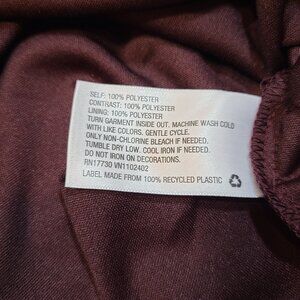 SELF: 100% POLYESTER
CONTRAST: 100% POLYESTER
LINING: 100% POLYESTER
TURN GARMENT INSIDE OUT. MACHINE WASH COLD
WITH LIKE COLORS. GENTLE CYCLE.
ONLY NON-CHLORINE BLEACH IF NEEDED.
TUMBLE DRY LOW. COOL IRON IF NEEDED.
DO NOT IRON ON DECORATIONS.
RN17730 VN1102402
LABEL MADE FROM 100% RECYCLED PLASTIC